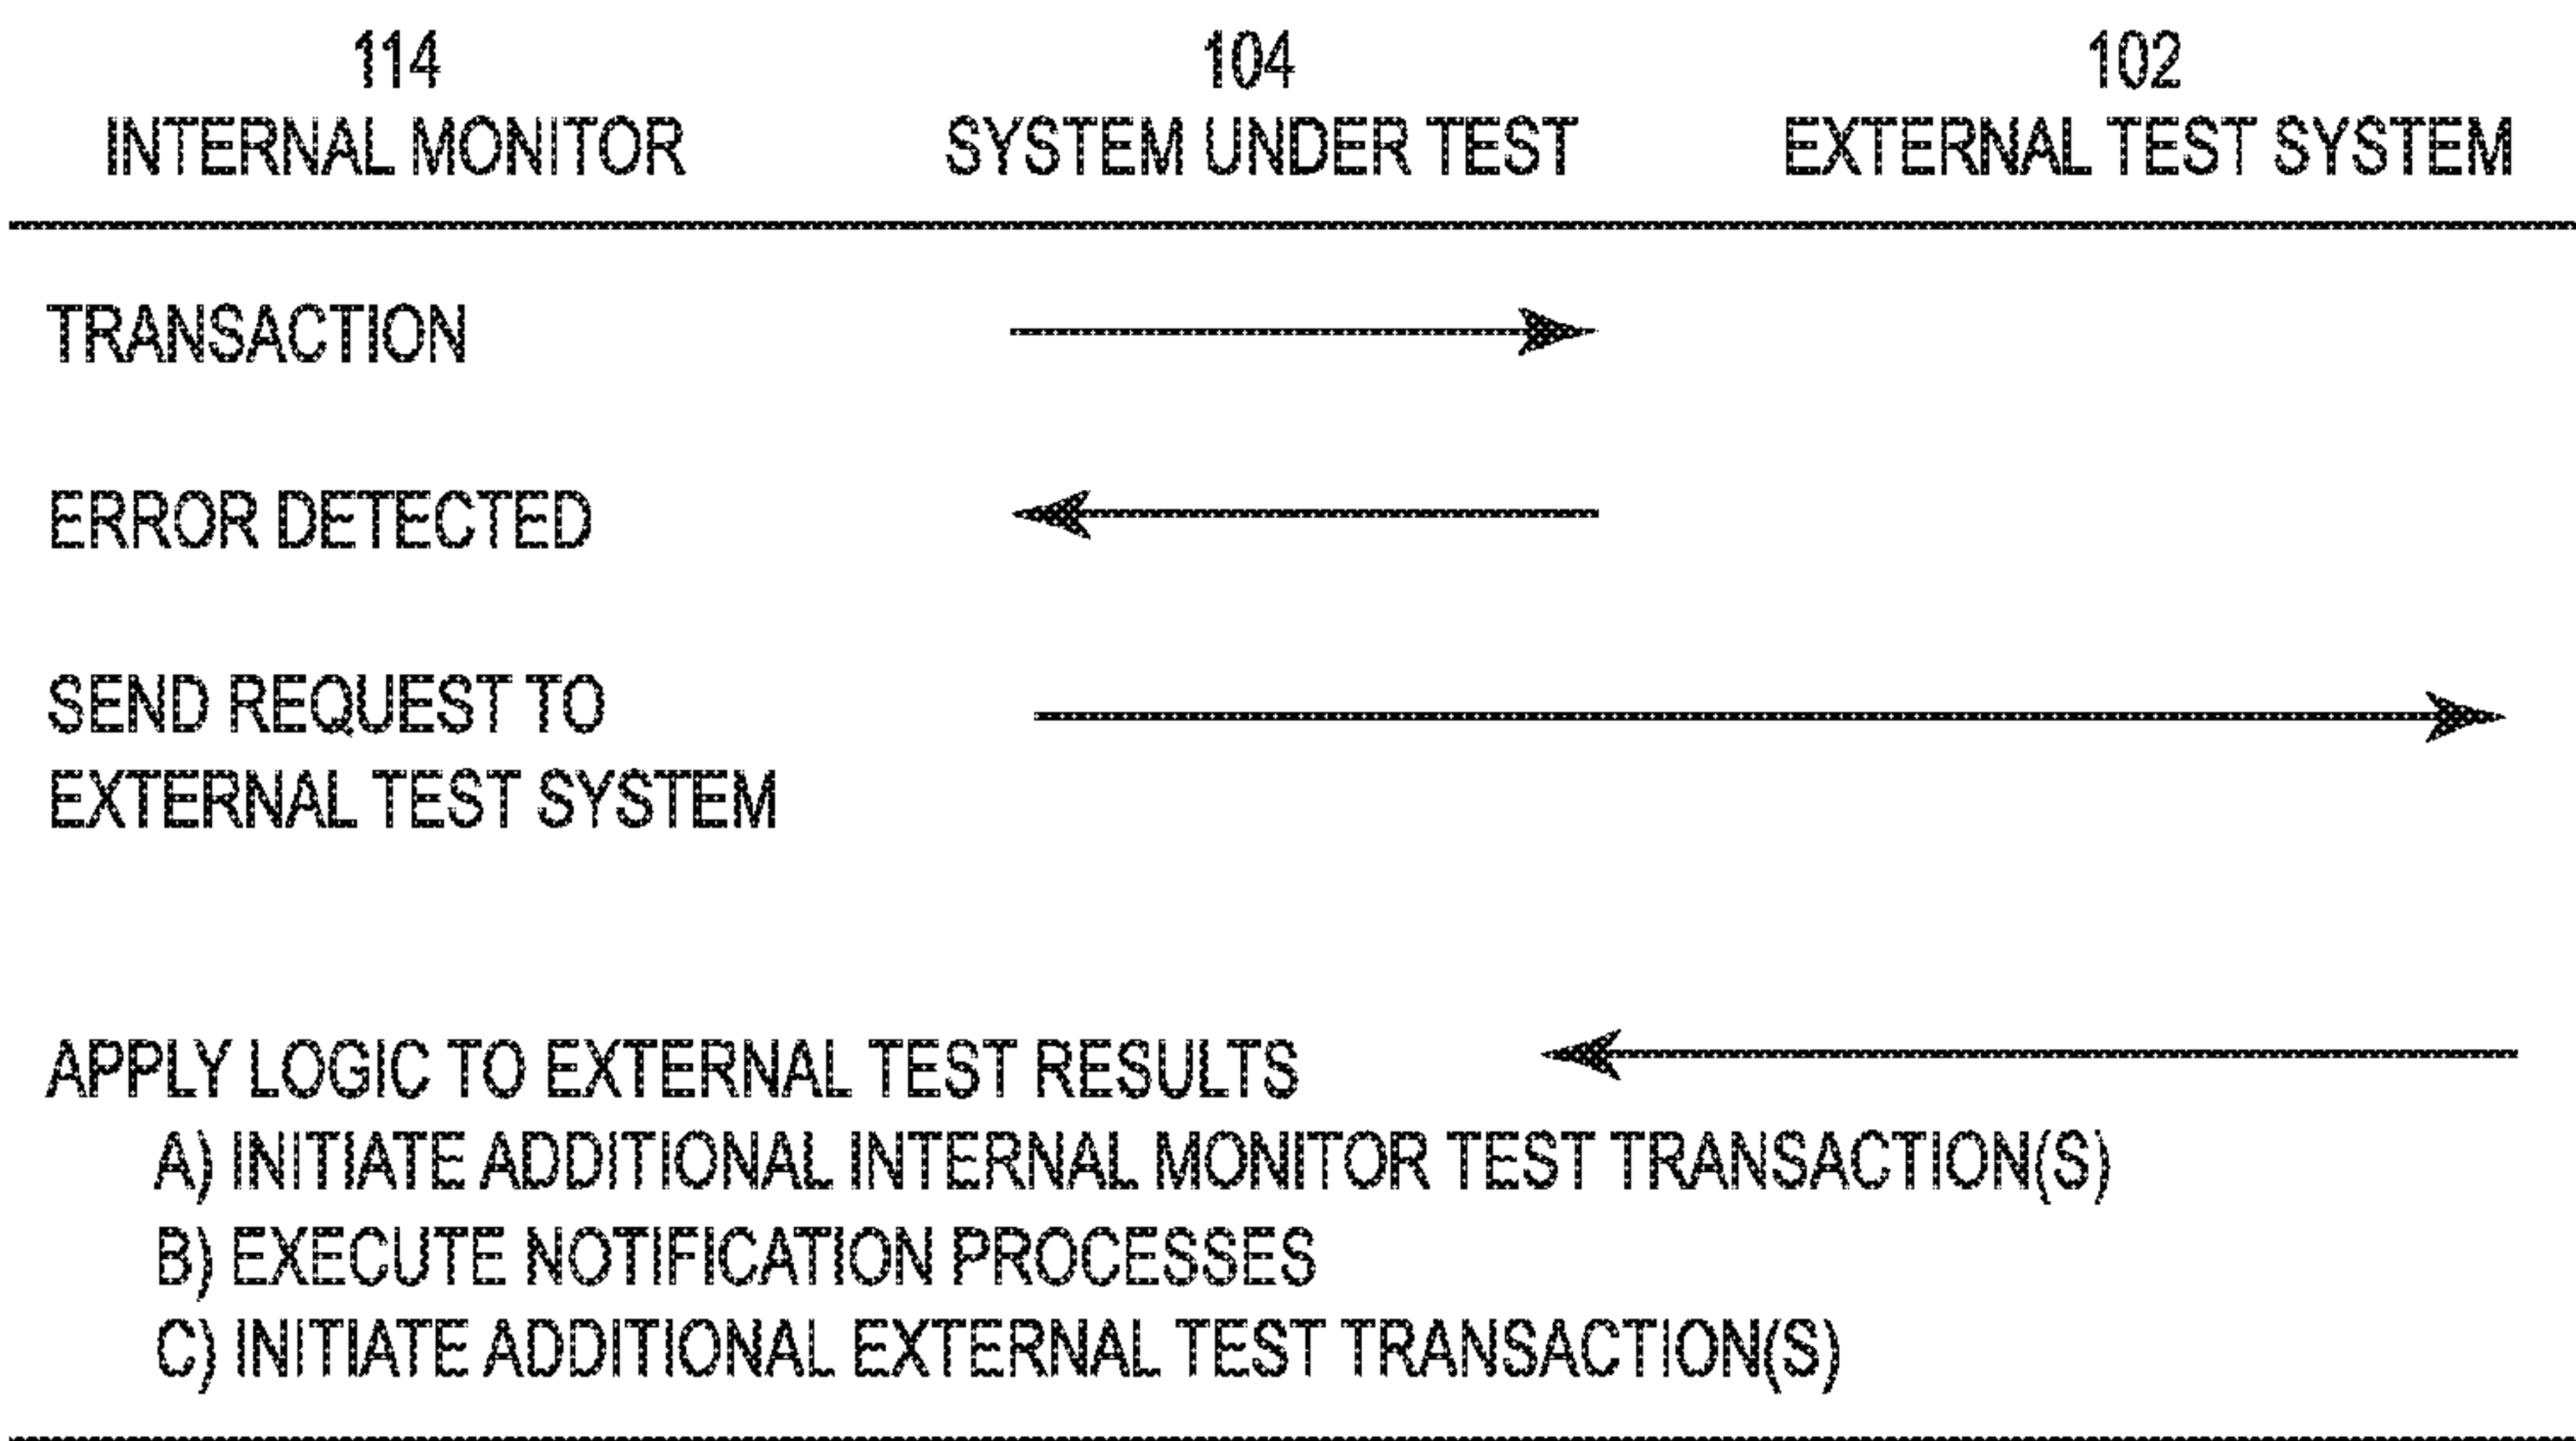 114 104 102
INTERNAL MONITOR SYSTEM UNDER TEST EXTERNAL TEST SYSTEM
TRANSACTION
ERROR DETECTED
SEND REQUEST TO
EXTERNAL TEST SYSTEM
APPLY LOGIC TO EXTERNAL TEST RESULTS
A) INITIATE ADDITIONAL INTERNAL MONITOR TEST TRANSACTION(S)
B) EXECUTE NOTIFICATION PROCESSES
C) INITIATE ADDITIONAL EXTERNAL TEST TRANSACTION(S)